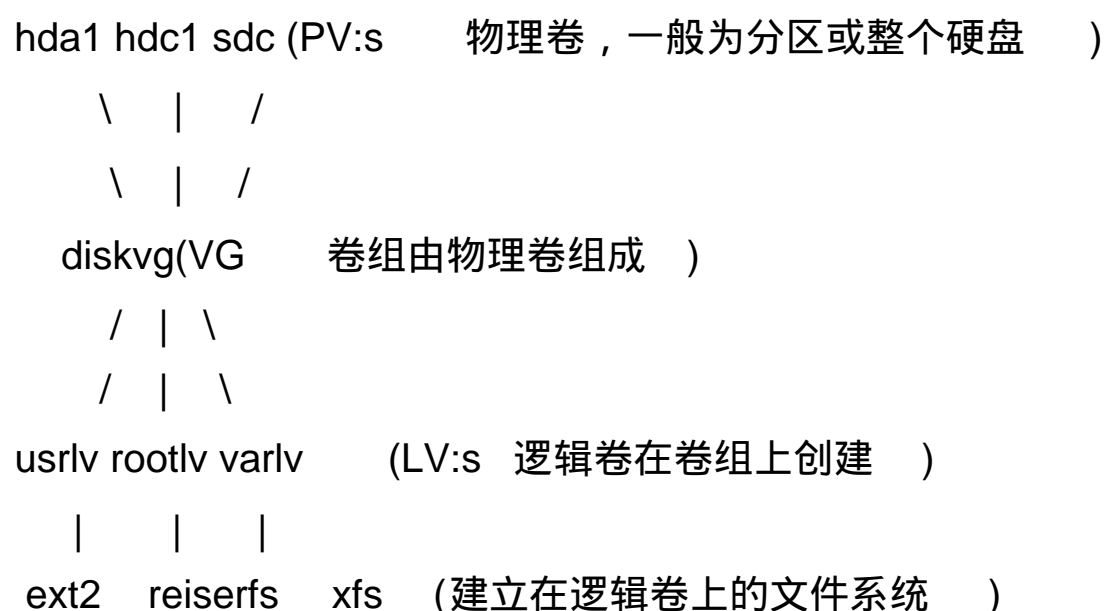 hda1 hdc1 sdc (PV:s 物理卷，一般为分区或整个硬盘 )
\ | /
\ | /
diskvg(VG 卷组由物理卷组成 )
/ | \
/ | \
usrlv rootlv varlv (LV:s 逻辑卷在卷组上创建 )
| | |
ext2 reiserfs xfs (建立在逻辑卷上的文件系统 )